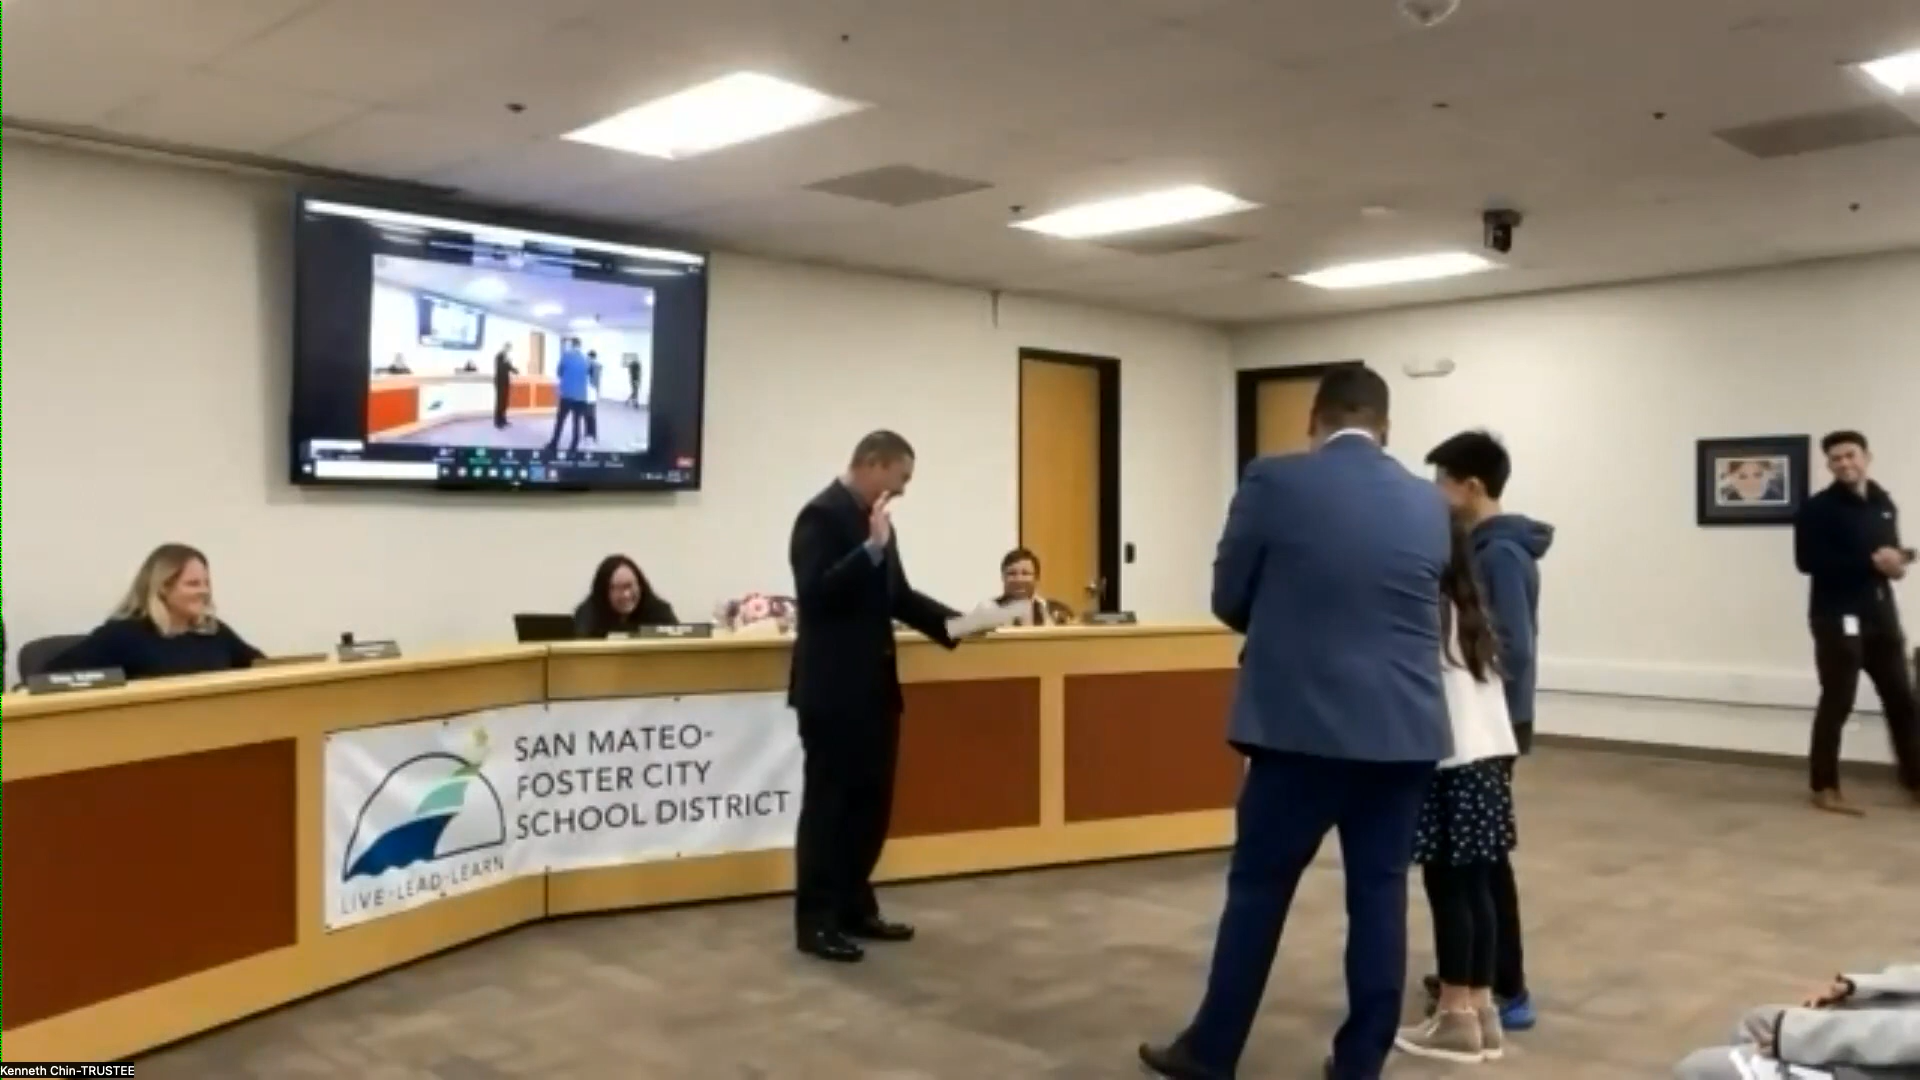 SAN MATEO-
FOSTER CITY
SCHOOL DISTRICT
LIVE-LEAD-LEARN
Kenneth Chin-TRUSTEE